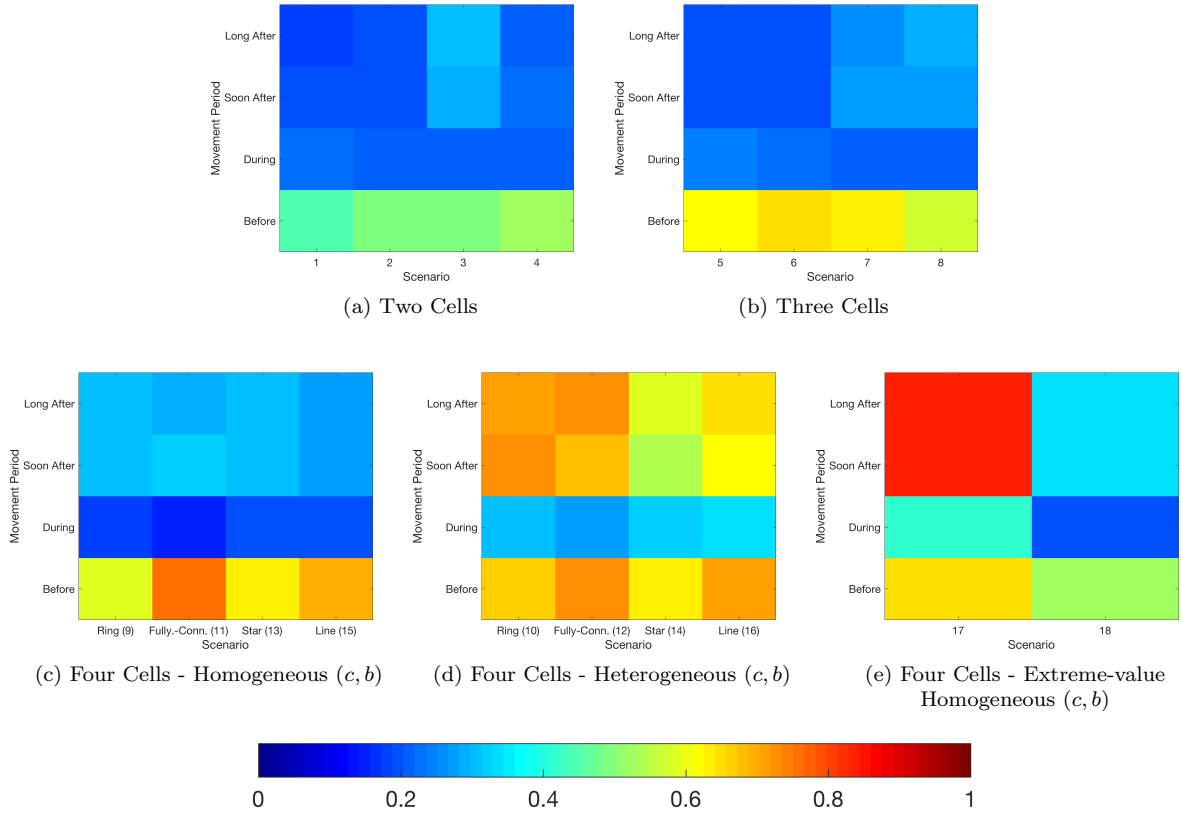 Long After
Soon After
During
Before
Movement Period
1 2 3 4
Scenario
(a) Two Cells
Long After
Soon After
During
Before
Movement Period
5 6 7 8
Scenario
(b) Three Cells
Long After
Soon After
During
Before
Movement Period
Ring (9) Fully.-Conn. (11) Star (13) Line (15)
Scenario
(c) Four Cells - Homogeneous (c, b)
Long After
Soon After
During
Before
Movement Period
Ring (10) Fully-Conn. (12) Star (14) Line (16)
Scenario
(d) Four Cells - Heterogeneous (c, b)
Long After
Soon After
During
Before
Movement Period
17 18
Scenario
(e) Four Cells - Extreme-value
Homogeneous (c, b)
0 0.2 0.4 0.6 0.8 1